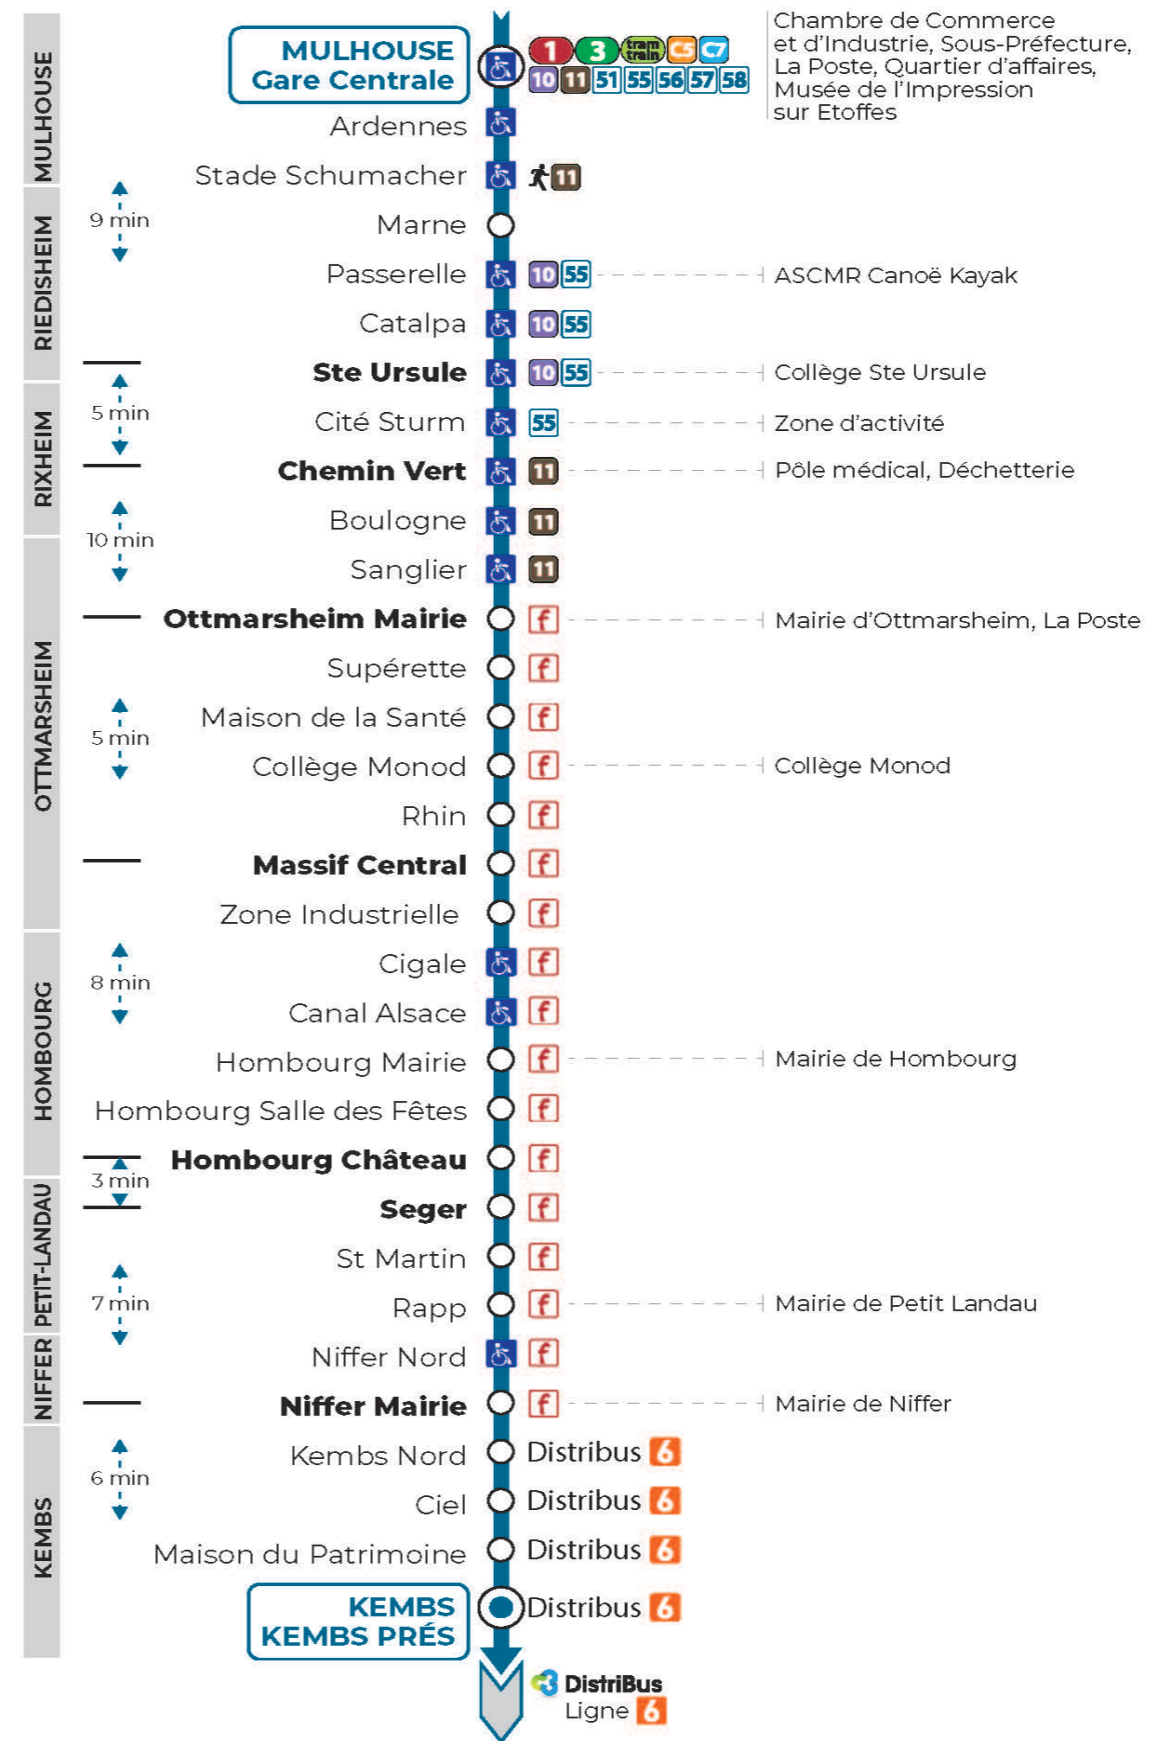 MULHOUSE
RIEDISHEIM
RIXHEIM
OTTMARSHEIM
HOMBOURG
PETIT-LANDAU
NIFFER
KEMBS
MULHOUSE
Gare Centrale
1 3 tram train C5 C7
10 11 51 55 56 57 58
Chambre de Commerce
et d'Industrie, Sous-Préfecture,
La Poste, Quartier d'affaires,
Musée de l'Impression
sur Etoffes
Ardennes
Stade Schumacher 11
9 min
Marne
Passerelle 10 55 ASCMR Canoë Kayak
Catalpa 10 55
Ste Ursule 10 55 Collège Ste Ursule
5 min
Cité Sturm 55 Zone d'activité
Chemin Vert 11 Pôle médical, Déchetterie
Boulogne 11
10 min
Sanglier 11
Ottmarsheim Mairie f Mairie d'Ottmarsheim, La Poste
Supérette f
Maison de la Santé f
5 min
Collège Monod f Collège Monod
Rhin f
Massif Central f
Zone Industrielle f
Cigale f
8 min
Canal Alsace f
Hombourg Mairie f Mairie de Hombourg
Hombourg Salle des Fêtes f
Hombourg Château f
3 min
Seger f
St Martin f
7 min
Rapp f Mairie de Petit Landau
Niffer Nord f
Niffer Mairie f Mairie de Niffer
Kembs Nord Distribus 6
6 min
Ciel Distribus 6
Maison du Patrimoine Distribus 6
KEMBS
KEMBS PRÉS
Distribus 6
DistriBus
Ligne 6